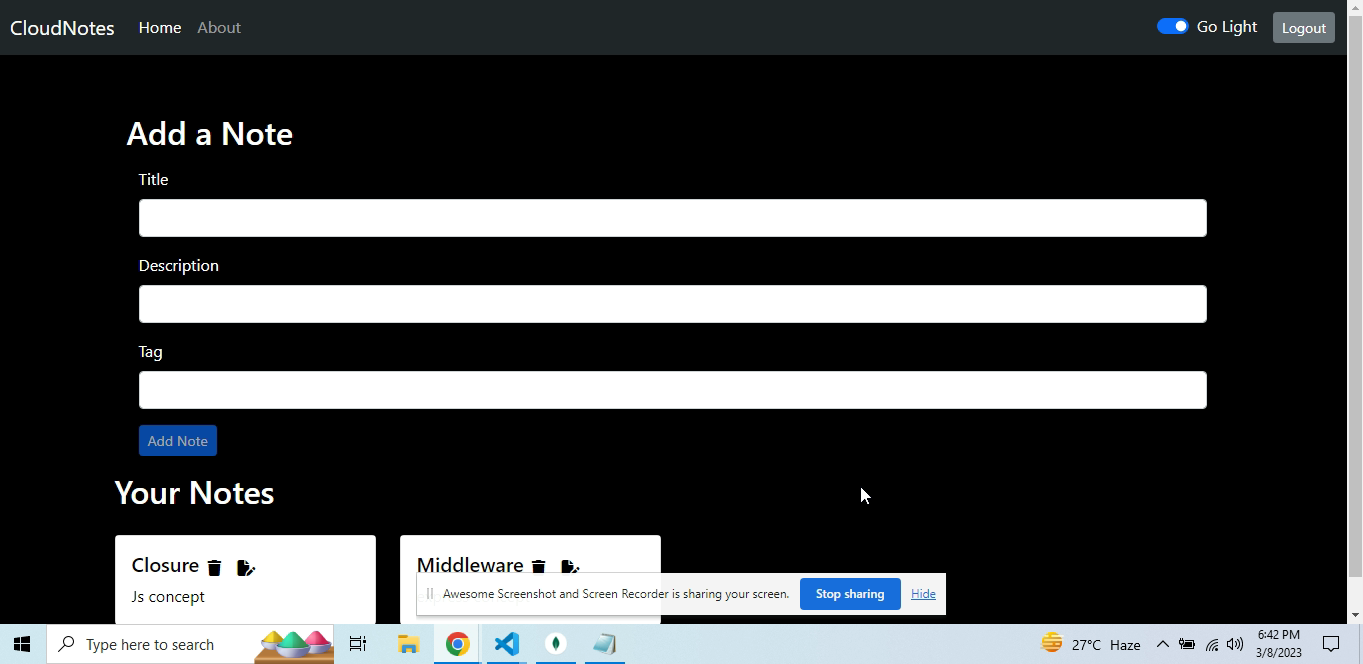 CloudNotes Home About Go Light Logout
Add a Note
Title
Description
Tag
Add Note
Your Notes
Closure Middleware
Js concept
Awesome Screenshot and Screen Recorder is sharing your screen. Stop sharing Hide
Type here to search 27°C Haze 6:42 PM
3/8/2023